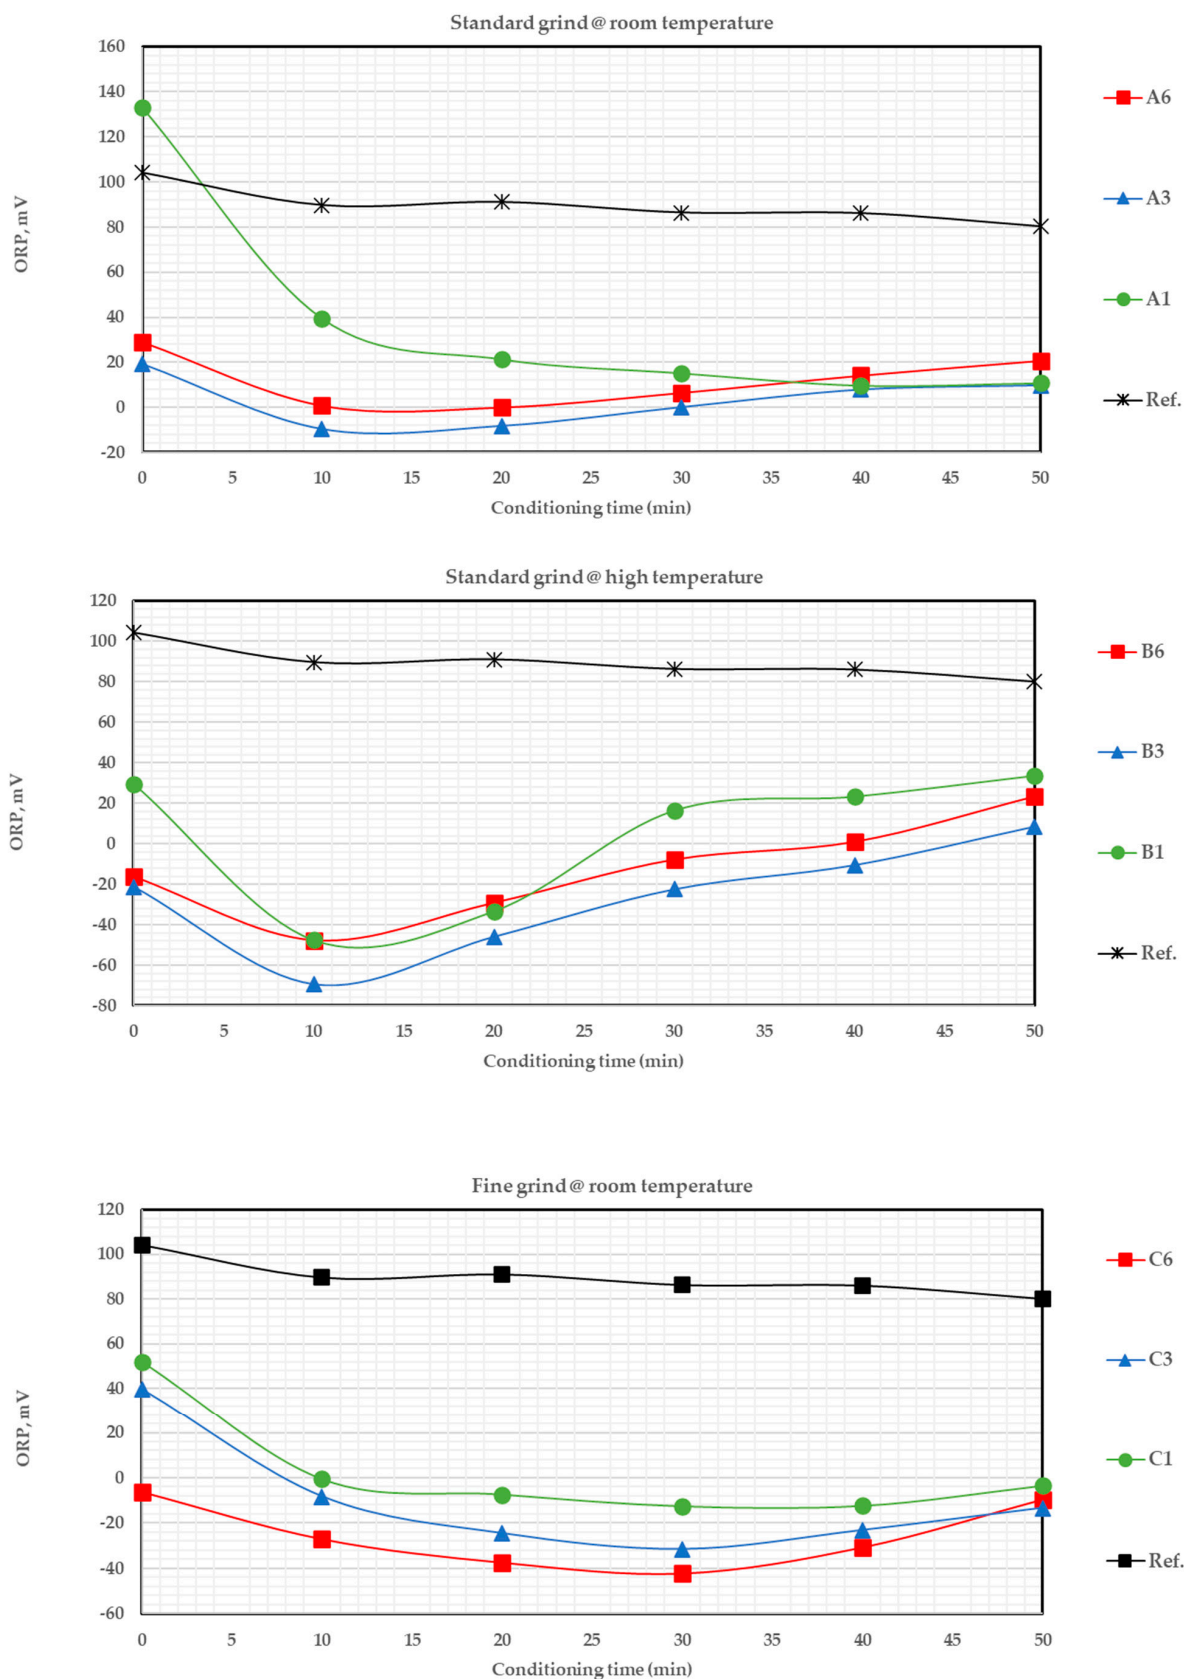 Standard grind @ room temperature
160
140
120
100
80
60
40
20
0
-20
ORP, mV
0 5 10 15 20 25 30 35 40 45 50
Conditioning time (min)
A6
A3
A1
Ref.
Standard grind @ high temperature
120
100
80
60
40
20
0
-20
-40
-60
-80
ORP, mV
0 5 10 15 20 25 30 35 40 45 50
Conditioning time (min)
B6
B3
B1
Ref.
Fine grind @ room temperature
120
100
80
60
40
20
0
-20
-40
-60
ORP, mV
0 5 10 15 20 25 30 35 40 45 50
Conditioning time (min)
C6
C3
C1
Ref.